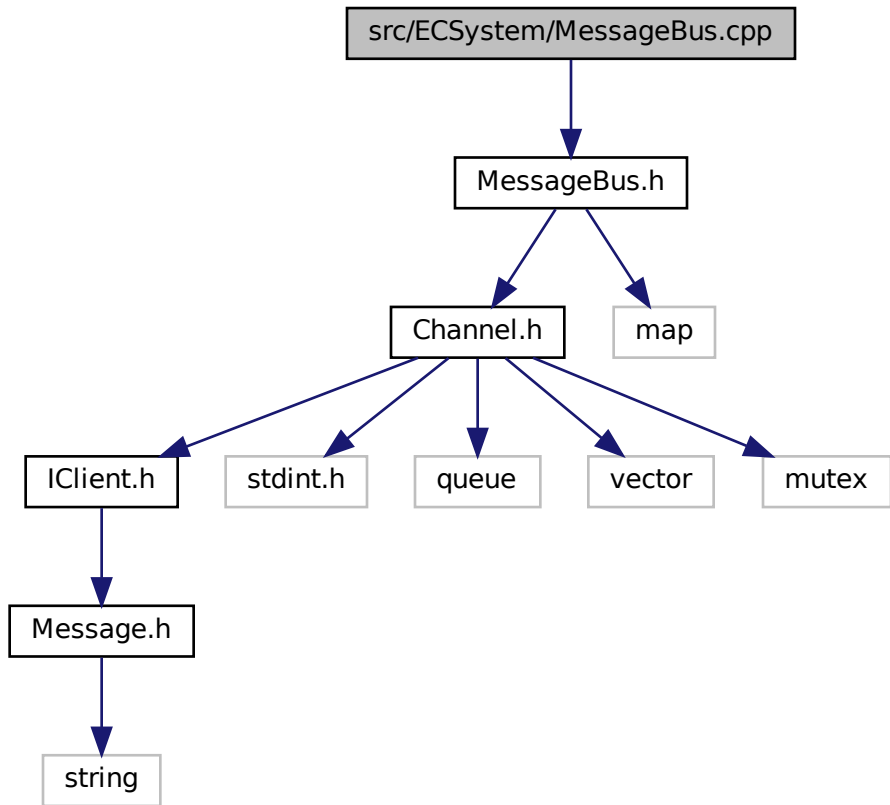 src/ECSystem/MessageBus.cpp
MessageBus.h
Channel.h
map
IClient.h
stdint.h
queue
vector
mutex
Message.h
string